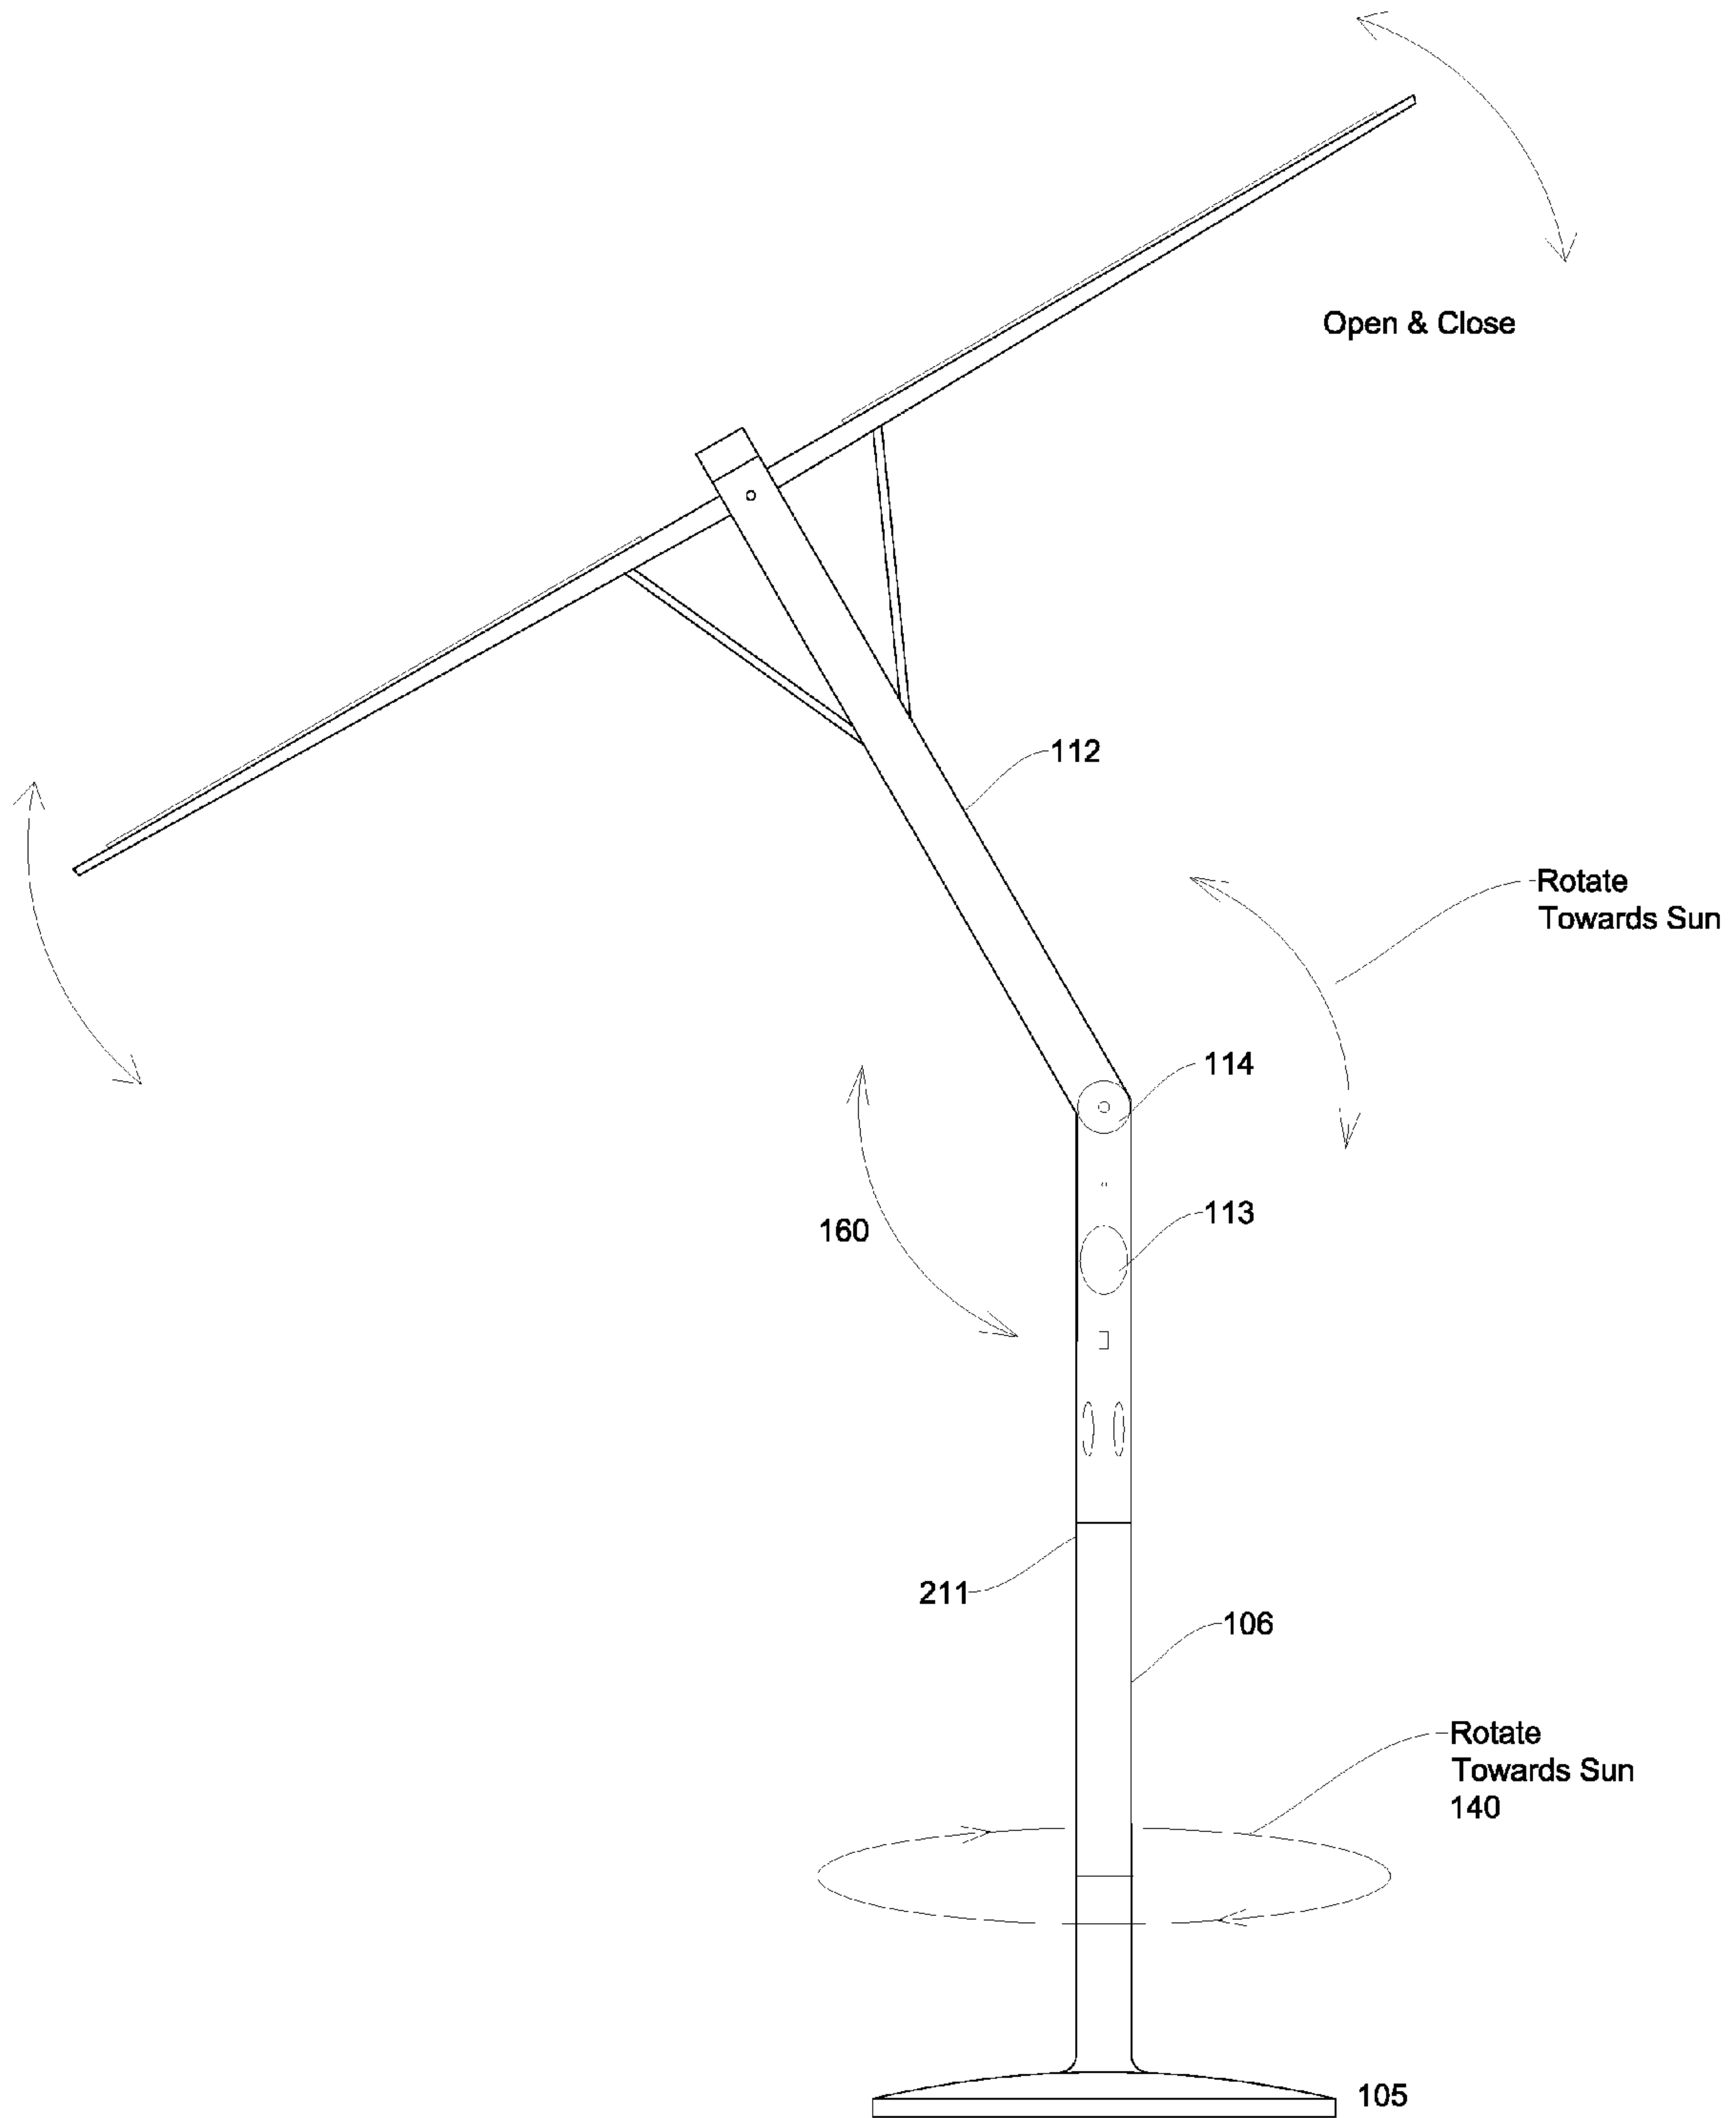 Open & Close
112
Rotate
Towards Sun
114
113
160
211
106
Rotate
Towards Sun
140
105